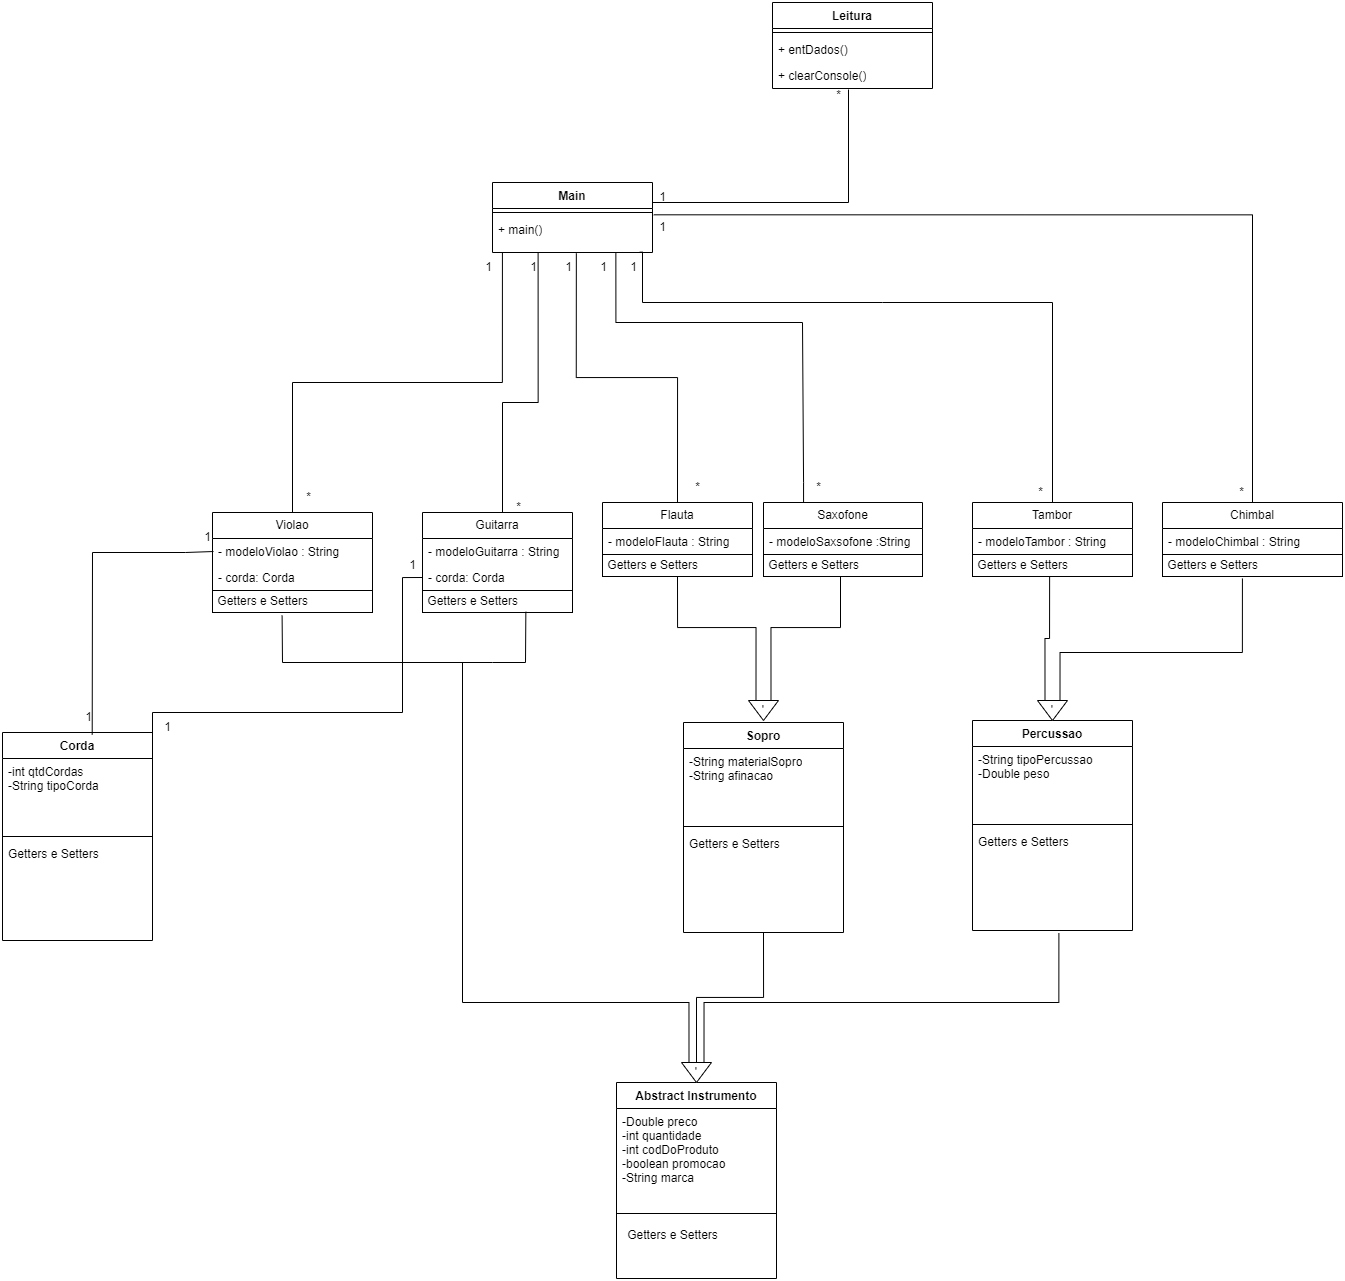 Leitura
+ entDados()
+ clearConsole()
*
Main
1
+ main()
1
1
1
1
1
1
*
*
*
*
*
*
Violao
- modeloViolao : String
- corda: Corda
Getters e Setters
1
Guitarra
- modeloGuitarra : String
- corda: Corda
Getters e Setters
1
Flauta
- modeloFlauta : String
Getters e Setters
Saxofone
- modeloSaxsofone :String
Getters e Setters
Tambor
- modeloTambor : String
Getters e Setters
Chimbal
- modeloChimbal : String
Getters e Setters
1
1
Corda
-int qtdCordas
-String tipoCorda
Getters e Setters
Sopro
-String materialSopro
-String afinacao
Getters e Setters
Percussao
-String tipoPercussao
-Double peso
Getters e Setters
Abstract Instrumento
-Double preco
-int quantidade
-int codDoProduto
-boolean promocao
-String marca
Getters e Setters